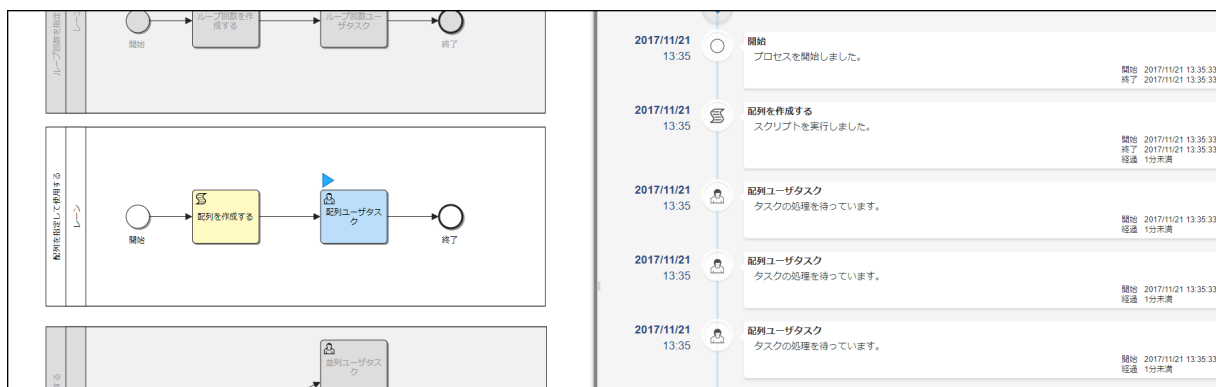 ループ回数を指定
レーン
ループ回数を作
成する
ループ回数ユー
ザタスク
開始
終了
配列を指定して使用する
レーン
配列を作成する
配列ユーザタス
ク
開始
終了
する
並列ユーザタス
ク
2017/11/21
13:35
開始
プロセスを開始しました。
開始 2017/11/21 13:35:33
終了 2017/11/21 13:35:33
2017/11/21
13:35
配列を作成する
スクリプトを実行しました。
開始 2017/11/21 13:35:33
終了 2017/11/21 13:35:33
経過 1分未満
2017/11/21
13:35
配列ユーザタスク
タスクの処理を待っています。
開始 2017/11/21 13:35:33
経過 1分未満
2017/11/21
13:35
配列ユーザタスク
タスクの処理を待っています。
開始 2017/11/21 13:35:33
経過 1分未満
2017/11/21
13:35
配列ユーザタスク
タスクの処理を待っています。
開始 2017/11/21 13:35:33
経過 1分未満